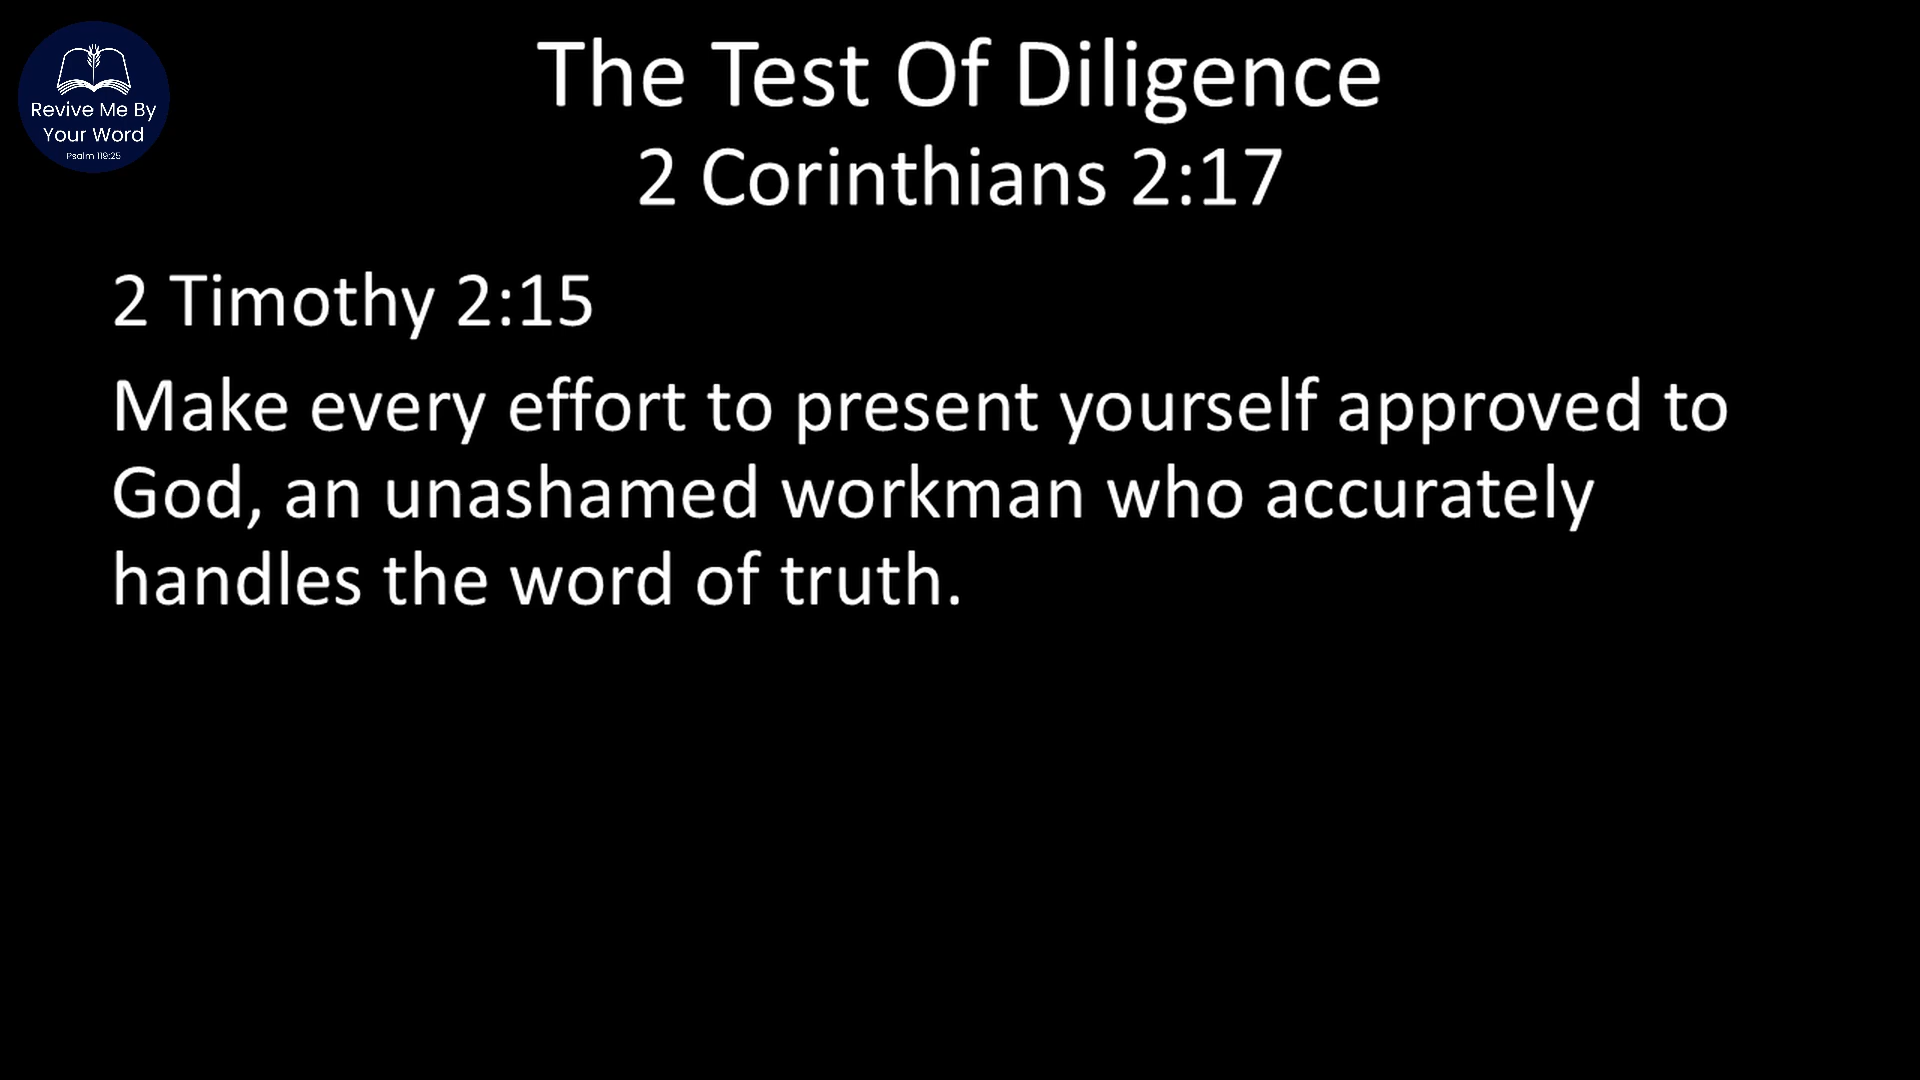 Revive Me By
Your Word
Psalm 119:25
The Test Of Diligence
2 Corinthians 2:17
2 Timothy 2:15
Make every effort to present yourself approved to
God, an unashamed workman who accurately
handles the word of truth.